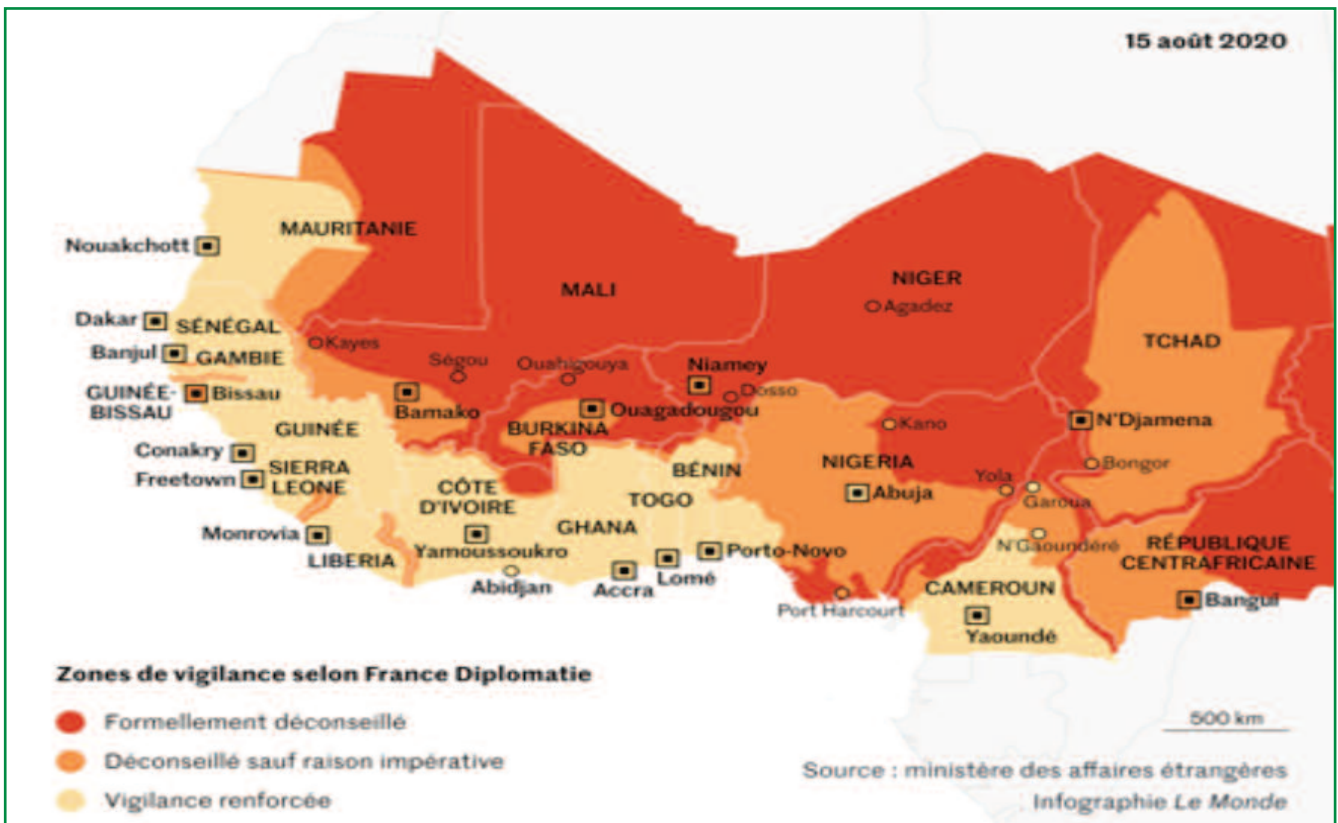 15 août 2020
MAURITANIE
Nouakchott
NIGER
MALI
Agadez
Dakar
SÉNÉGAL
Kayes
TCHAD
Banjul
GAMBIE
Ségou
Ouahigouya
Niamey
Dosso
GUINÉE-
BISSAU
Bissau
Bamako
Ouagadougou
N'Djamena
BURKINA
FASO
Kano
GUINÉE
Conakry
SIERRA
LEONE
Freetown
BÉNIN
NIGERIA
Bongor
CÔTE
D'IVOIRE
TOGO
Yola
Abuja
Garoua
GHANA
Monrovia
LIBERIA
Yamoussoukro
Porto-Novo
N'Gaoundéré
RÉPUBLIQUE
CENTRAFRICAINE
Abidjan
Accra
Lomé
Port Harcourt
CAMEROUN
Bangui
Yaoundé
Zones de vigilance selon France Diplomatie
Formellement déconseillé
Déconseillé sauf raison impérative
Vigilance renforcée
500 km
Source : ministère des affaires étrangères
Infographie Le Monde